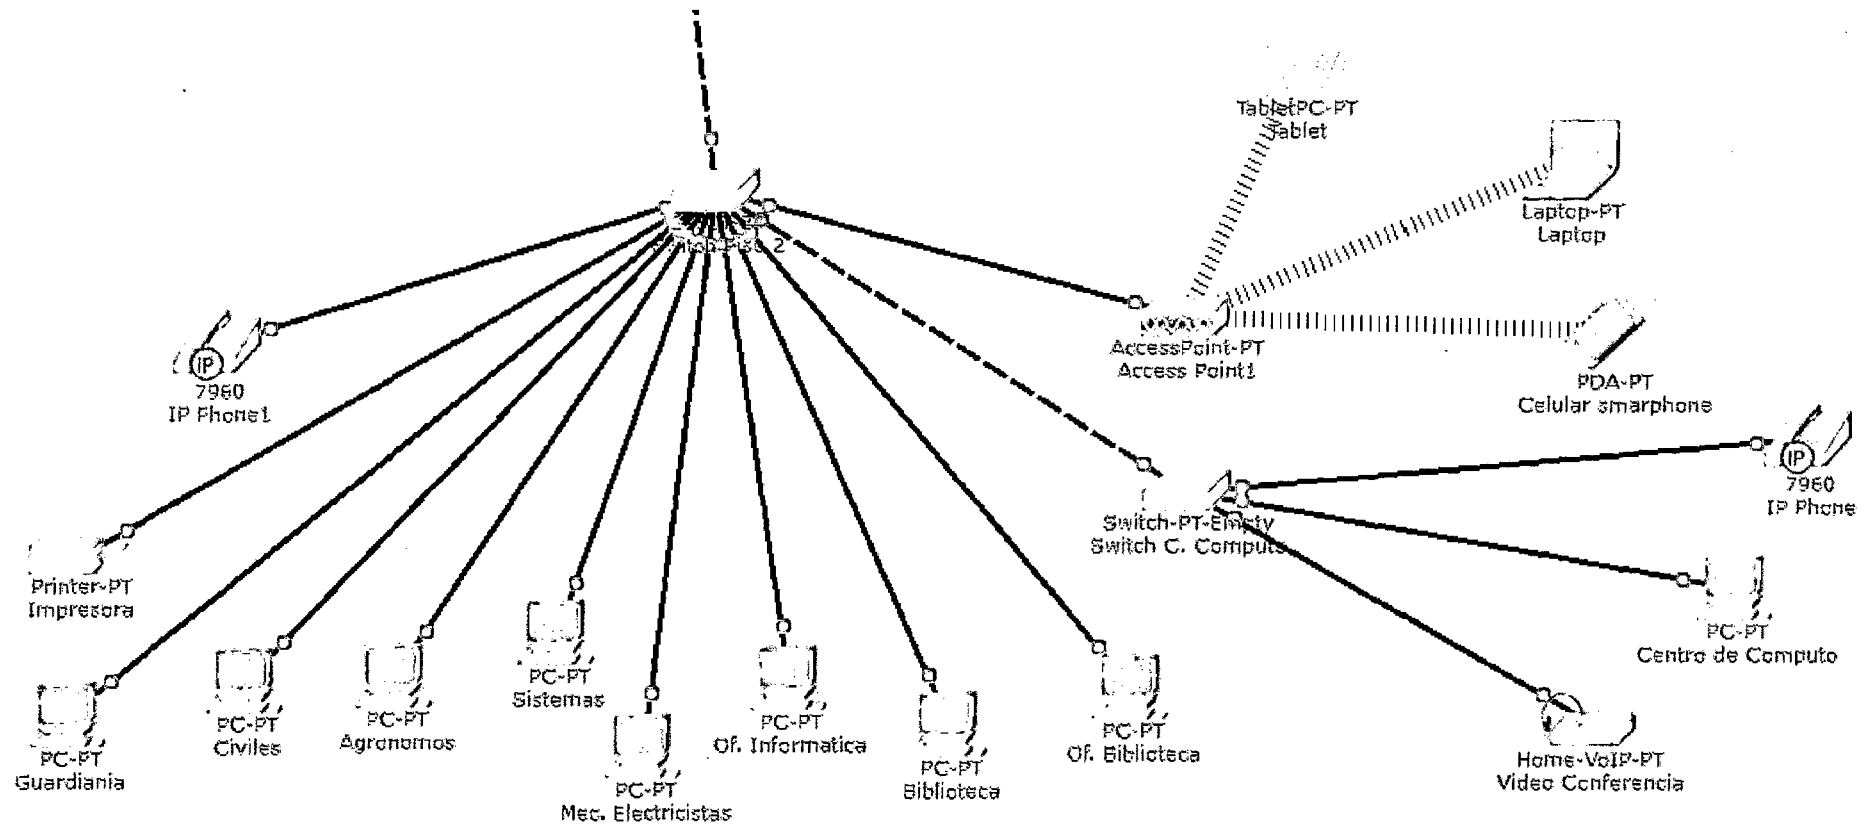 TabletPC-PT
Tablet
Laptop-PT
Laptop
2
AccessPoint-PT
Access Point1
PDA-PT
Celular smarphone
IP
7960
IP Phone1
IP
7960
IP Phone
Switch-PT-Empty
Switch C. Computo
Printer-PT
Impresora
PC-PT
Centro de Computo
PC-PT
Sistemas
PC-PT
Civiles
PC-PT
Agronomos
PC-PT
Of. Informatica
PC-PT
Of. Biblioteca
PC-PT
Guardiania
PC-PT
Mec. Electricistas
PC-PT
Biblioteca
Home-VoIP-PT
Video Conferencia